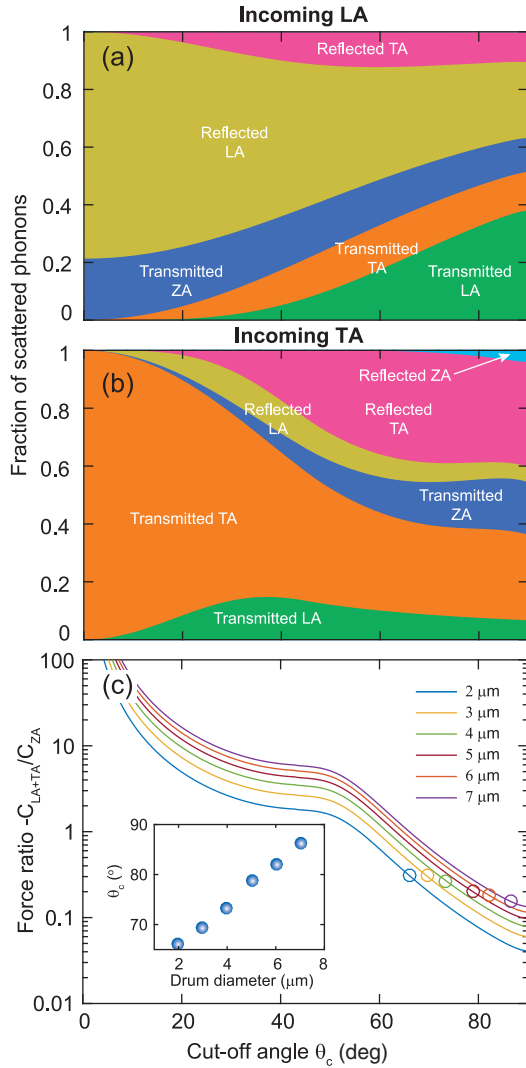 Incoming LA
(a)
Reflected TA
Reflected
LA
Transmitted
ZA
Transmitted
TA
Transmitted
LA
1
0.8
0.6
0.4
0.2
0
Fraction of scattered phonons
Incoming TA
(b)
Reflected ZA
Reflected
LA
Reflected
TA
Transmitted TA
Transmitted
ZA
Transmitted LA
1
0.8
0.6
0.4
0.2
0
(c)
100
10
1
0.1
0.01
Force ratio -C_LA+TA/C_ZA
2 μm
3 μm
4 μm
5 μm
6 μm
7 μm
90
80
70
θc (°)
2 4 6 8
Drum diameter (μm)
0 20 40 60 80
Cut-off angle θc (deg)